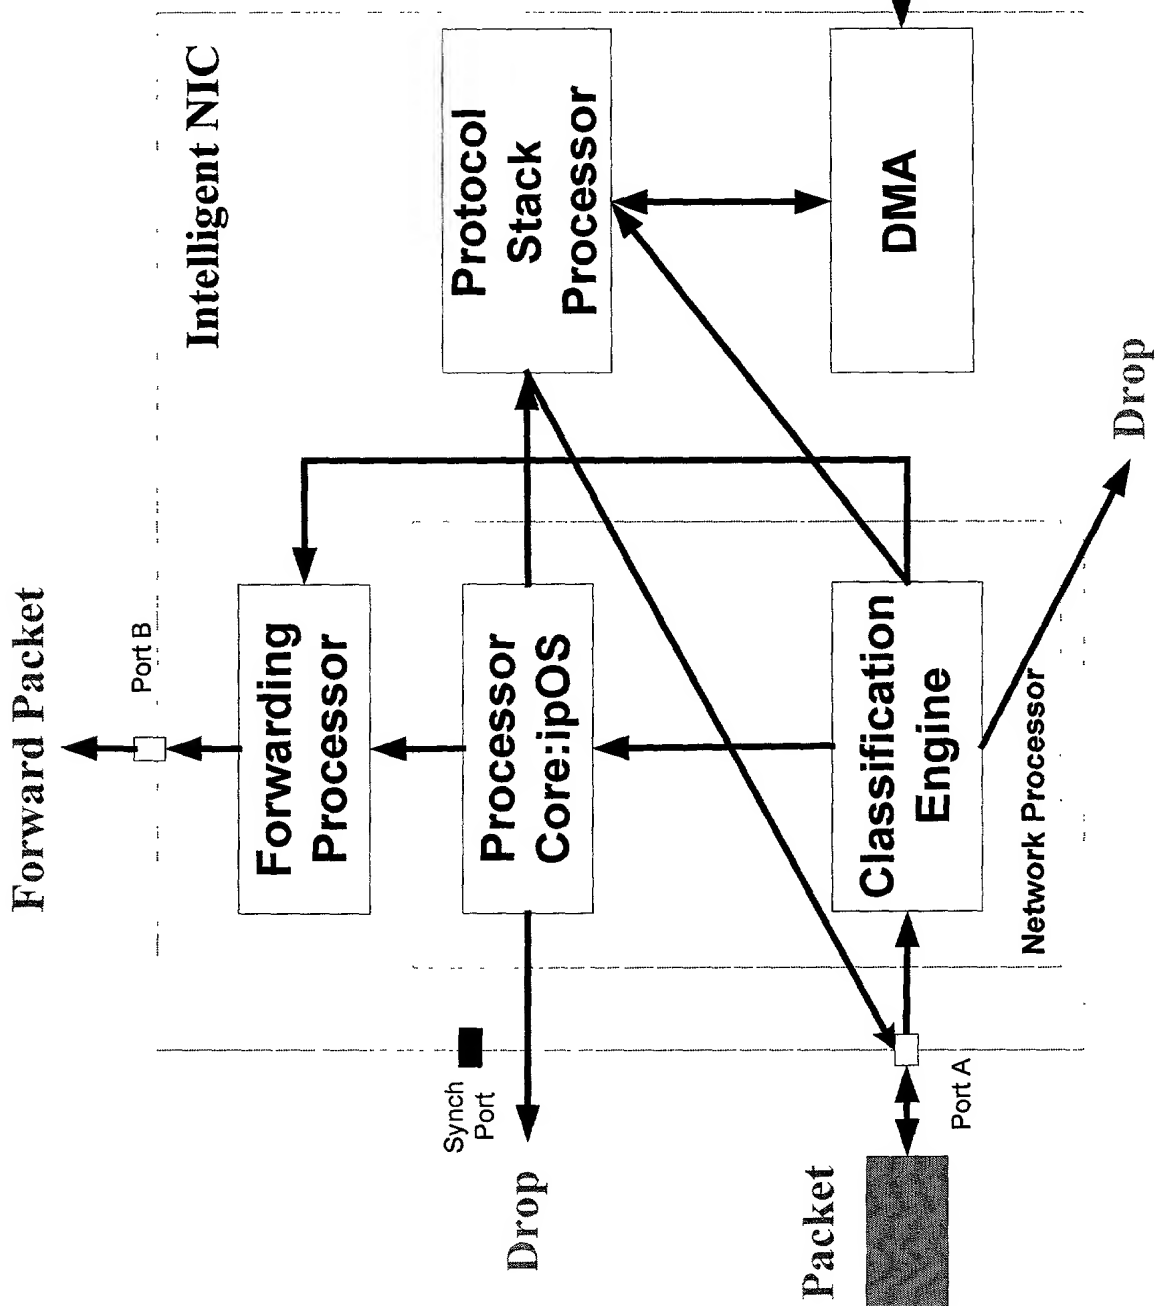 Intelligent NIC
Forward Packet
Port B
Forwarding
Processor
Protocol
Stack
Processor
Processor
Core:ipOS
Synch
Port
Drop
DMA
Classification
Engine
Network Processor
Packet
Port A
Drop